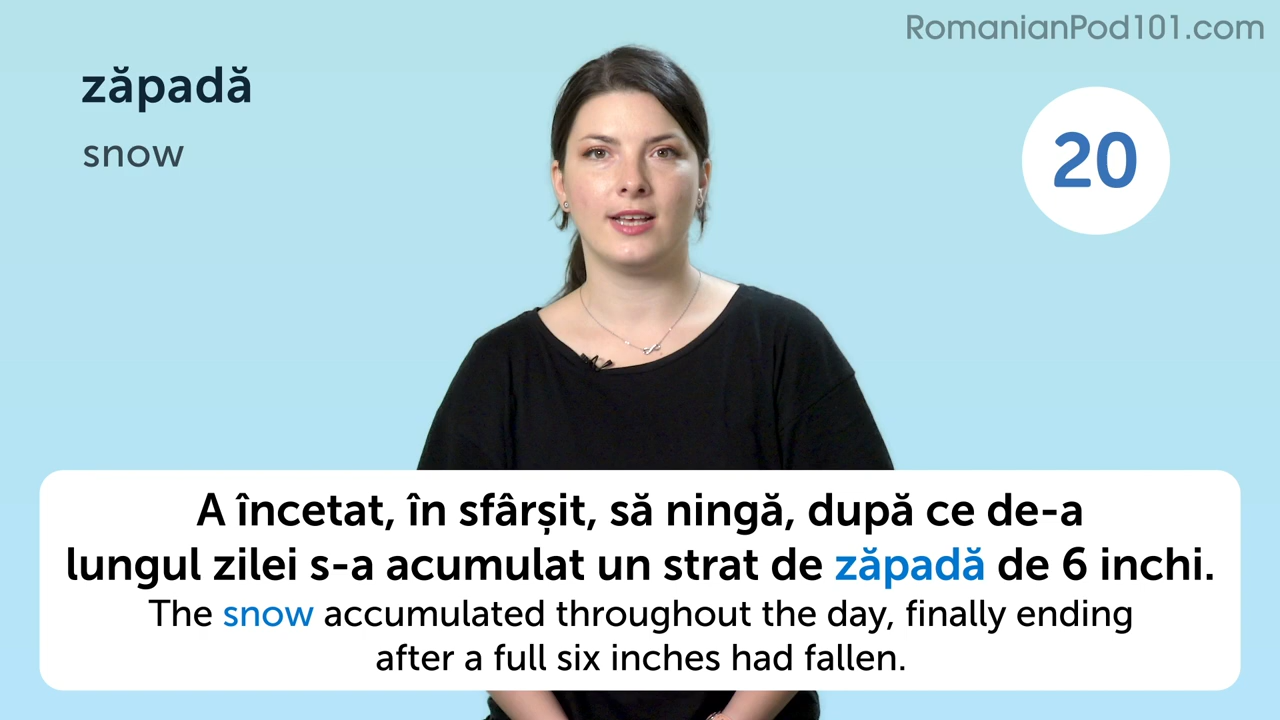 RomanianPod101.com
zăpadă
snow
20
A încetat, în sfârșit, să ningă, după ce de-a
lungul zilei s-a acumulat un strat de zăpadă de 6 inchi.
The snow accumulated throughout the day, finally ending
after a full six inches had fallen.